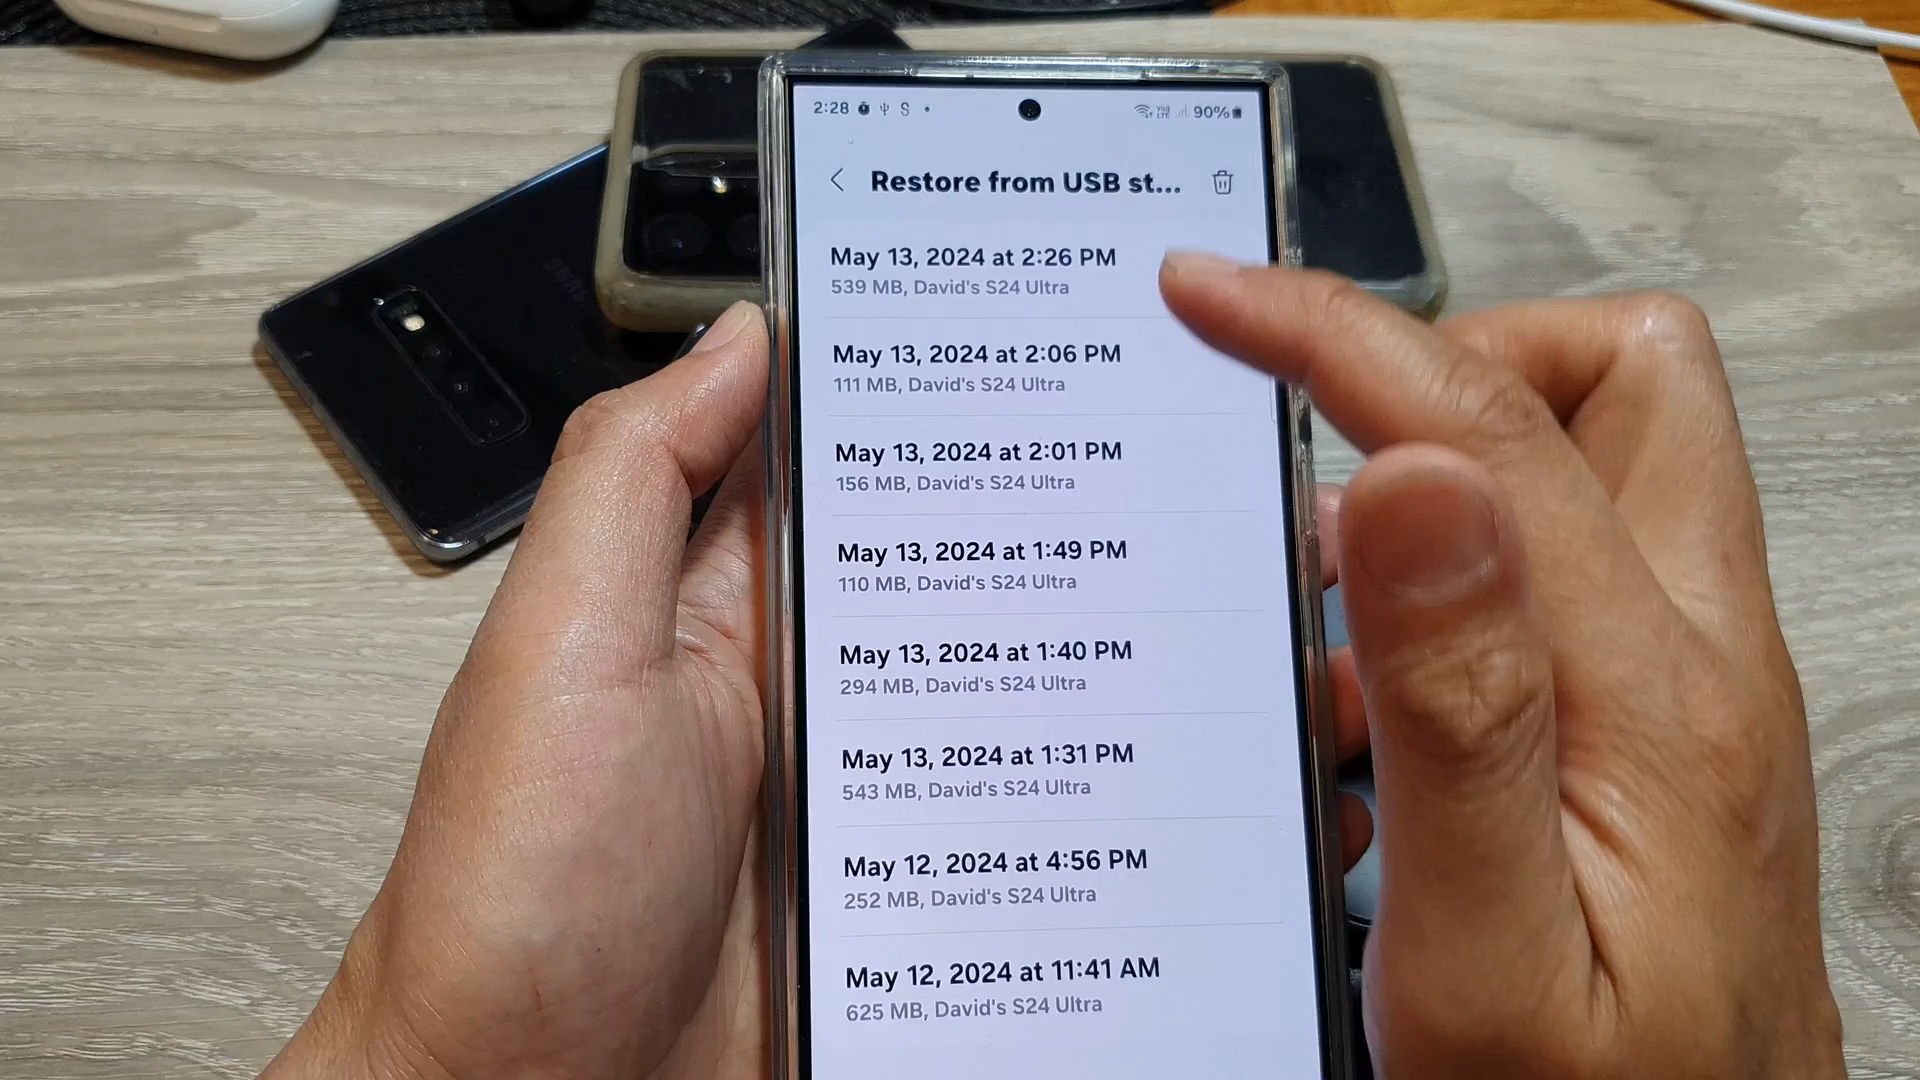 2:28
90%
Restore from USB st...
May 13, 2024 at 2:26 PM
539 MB, David's S24 Ultra
May 13, 2024 at 2:06 PM
111 MB, David's S24 Ultra
May 13, 2024 at 2:01 PM
156 MB, David's S24 Ultra
May 13, 2024 at 1:49 PM
110 MB, David's S24 Ultra
May 13, 2024 at 1:40 PM
294 MB, David's S24 Ultra
May 13, 2024 at 1:31 PM
543 MB, David's S24 Ultra
May 12, 2024 at 4:56 PM
252 MB, David's S24 Ultra
May 12, 2024 at 11:41 AM
625 MB, David's S24 Ultra